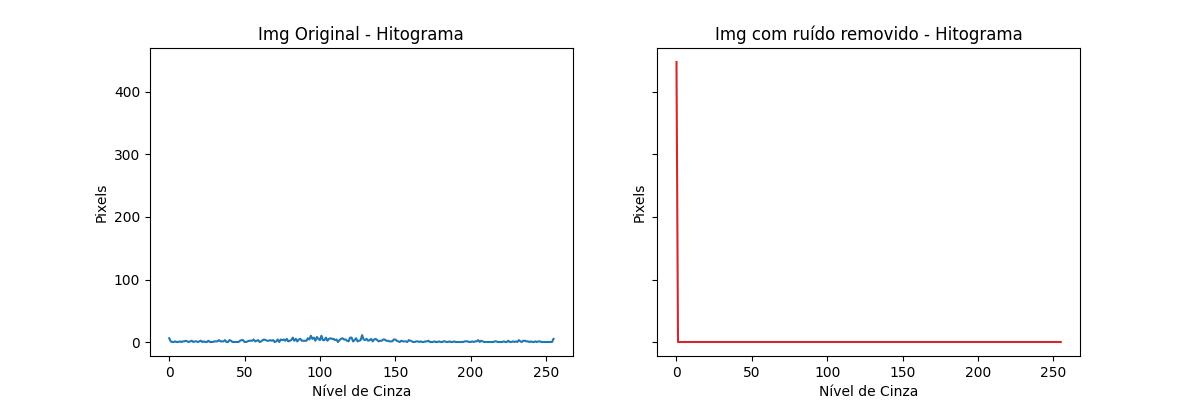 Img Original - Hitograma
Img com ruído removido - Hitograma
400
300
200
100
0
Pixels
Pixels
0 50 100 150 200 250
0 50 100 150 200 250
Nível de Cinza
Nível de Cinza